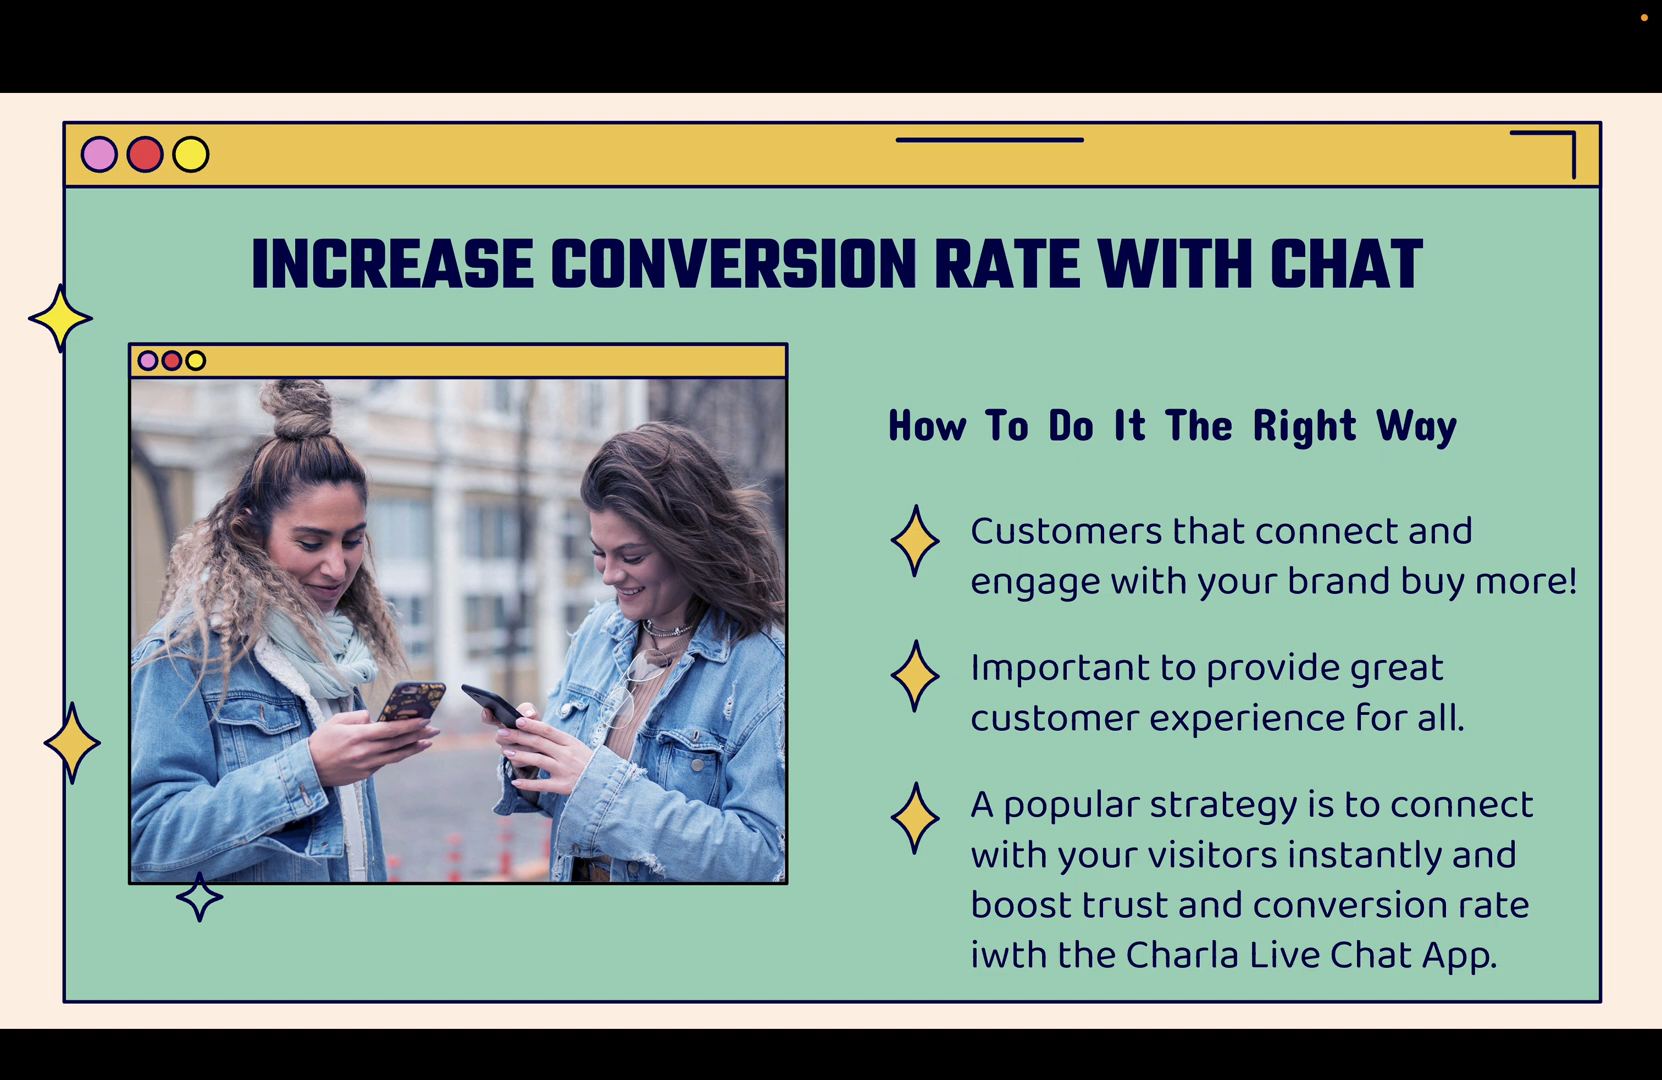 INCREASE CONVERSION RATE WITH CHAT
How To Do It The Right Way
Customers that connect and
engage with your brand buy more!
Important to provide great
customer experience for all.
A popular strategy is to connect
with your visitors instantly and
boost trust and conversion rate
iwth the Charla Live Chat App.